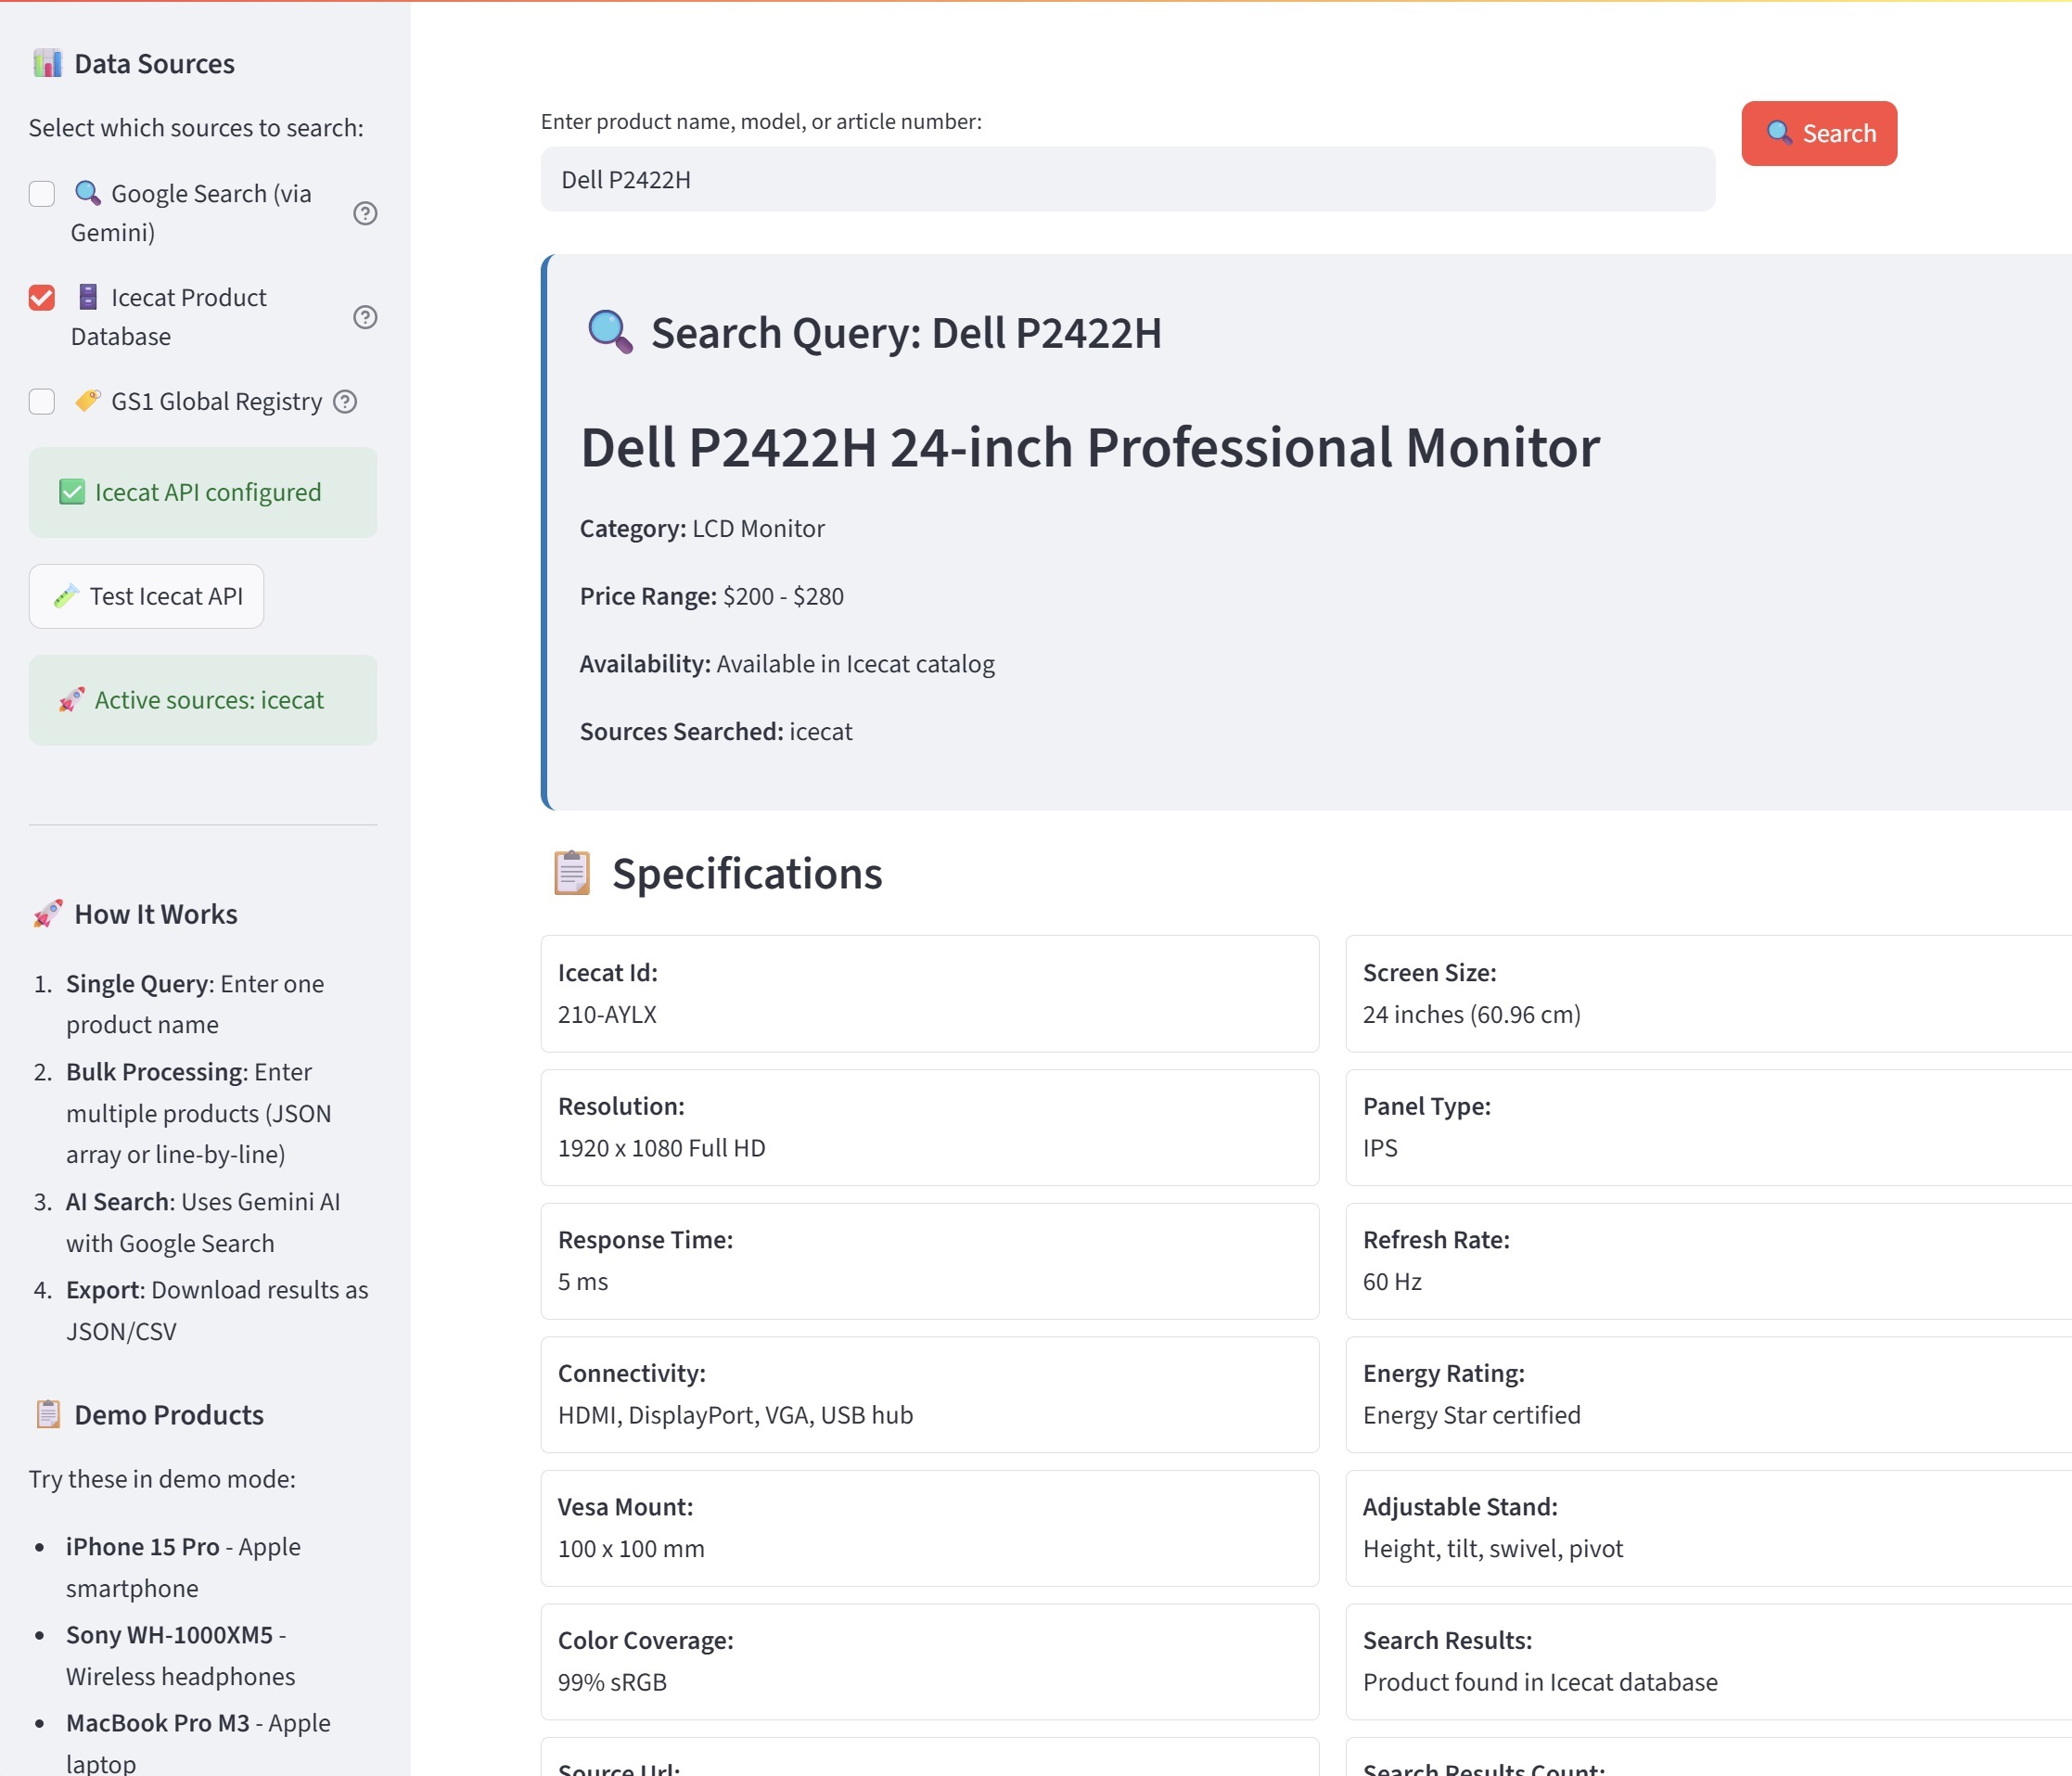 Data Sources
Select which sources to search:
Google Search (via
Gemini)
Icecat Product
Database
GS1 Global Registry
Icecat API configured
Test Icecat API
Active sources: icecat
How It Works
1. Single Query: Enter one
product name
2. Bulk Processing: Enter
multiple products (JSON
array or line-by-line)
3. AI Search: Uses Gemini AI
with Google Search
4. Export: Download results as
JSON/CSV
Demo Products
Try these in demo mode:
• iPhone 15 Pro - Apple
smartphone
• Sony WH-1000XM5 -
Wireless headphones
• MacBook Pro M3 - Apple
laptop
Enter product name, model, or article number:
Dell P2422H
Search
Search Query: Dell P2422H
Dell P2422H 24-inch Professional Monitor
Category: LCD Monitor
Price Range: $200 - $280
Availability: Available in Icecat catalog
Sources Searched: icecat
Specifications
Icecat Id:
210-AYLX
Screen Size:
24 inches (60.96 cm)
Resolution:
1920 x 1080 Full HD
Panel Type:
IPS
Response Time:
5 ms
Refresh Rate:
60 Hz
Connectivity:
HDMI, DisplayPort, VGA, USB hub
Energy Rating:
Energy Star certified
Vesa Mount:
100 x 100 mm
Adjustable Stand:
Height, tilt, swivel, pivot
Color Coverage:
99% sRGB
Search Results:
Product found in Icecat database
Source Url:
Search Results Count: